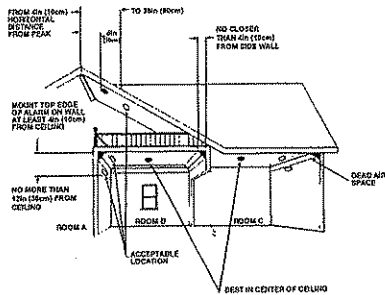 FROM 4in (10cm)
HORIZONTAL
DISTANCE
FROM PEAK
TO 36in (90cm)
4in
(10cm)
NO CLOSER
THAN 4in (10cm)
FROM SIDE WALL
MOUNT TOP EDGE
OF ALARM ON WALL
AT LEAST 4in (10cm)
FROM CEILING
NO MORE THAN
12in (30cm) FROM
CEILING
DEAD AIR
SPACE
ROOM A
ROOM B
ROOM C
ACCEPTABLE
LOCATION
BEST IN CENTER OF CEILING